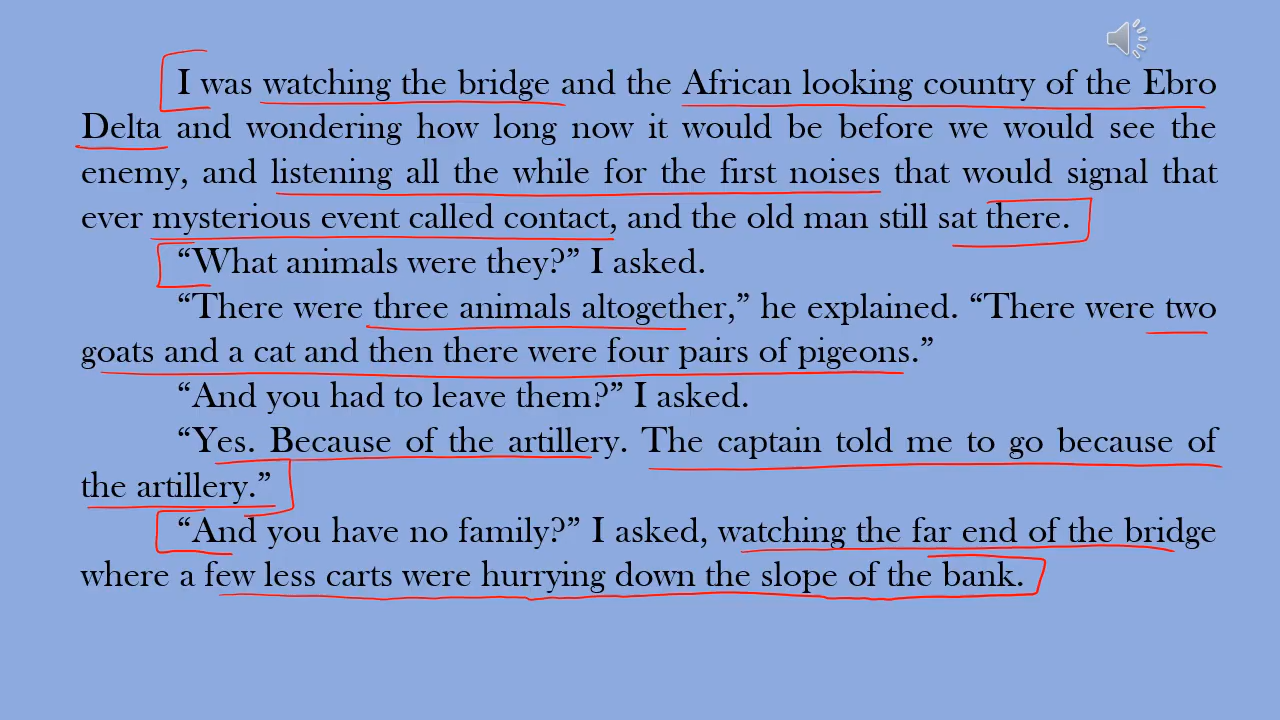 I was watching the bridge and the African looking country of the Ebro
Delta and wondering how long now it would be before we would see the
enemy, and listening all the while for the first noises that would signal that
ever mysterious event called contact, and the old man still sat there.
“What animals were they?” I asked.
“There were three animals altogether,” he explained. “There were two
goats and a cat and then there were four pairs of pigeons.”
“And you had to leave them?” I asked.
“Yes. Because of the artillery. The captain told me to go because of
the artillery.”
“And you have no family?” I asked, watching the far end of the bridge
where a few less carts were hurrying down the slope of the bank.